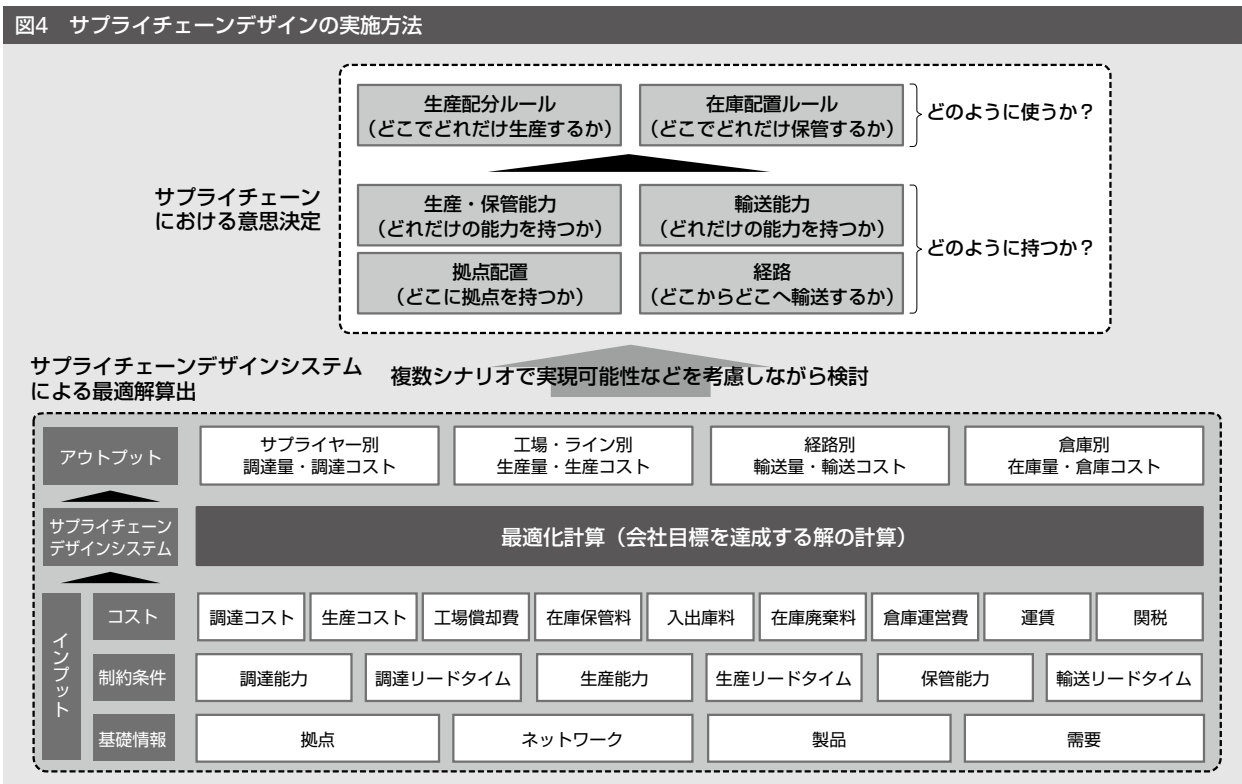 図4 サプライチェーンデザインの実施方法
生産配分ルール
（どこでどれだけ生産するか）
在庫配置ルール
（どこでどれだけ保管するか）
どのように使うか？
サプライチェーン
における意思決定
生産・保管能力
（どれだけの能力を持つか）
輸送能力
（どれだけの能力を持つか）
拠点配置
（どこに拠点を持つか）
経路
（どこからどこへ輸送するか）
どのように持つか？
サプライチェーンデザインシステム
による最適解算出
複数シナリオで実現可能性などを考慮しながら検討
アウトプット
サプライヤー別
調達量・調達コスト
工場・ライン別
生産量・生産コスト
経路別
輸送量・輸送コスト
倉庫別
在庫量・倉庫コスト
サプライチェーン
デザインシステム
最適化計算（会社目標を達成する解の計算）
インプット
コスト
調達コスト
生産コスト
工場償却費
在庫保管料
入出庫料
在庫廃棄料
倉庫運営費
運賃
関税
制約条件
調達能力
調達リードタイム
生産能力
生産リードタイム
保管能力
輸送リードタイム
基礎情報
拠点
ネットワーク
製品
需要